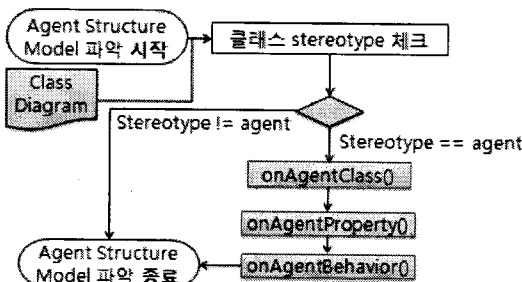 Agent Structure
Model 파악 시작
클래스 stereotype 체크
Class
Diagram
Stereotype != agent
Stereotype == agent
onAgentClass()
onAgentProperty()
onAgentBehavior()
Agent Structure
Model 파악 종료